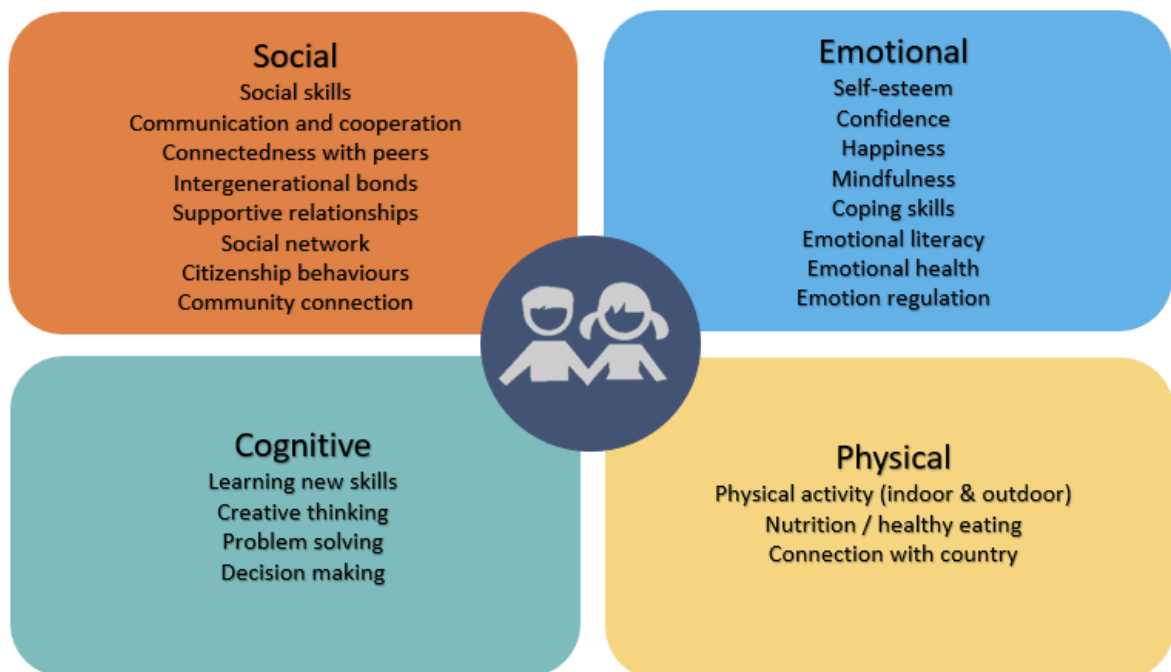 Social
Social skills
Communication and cooperation
Connectedness with peers
Intergenerational bonds
Supportive relationships
Social network
Citizenship behaviours
Community connection
Emotional
Self-esteem
Confidence
Happiness
Mindfulness
Coping skills
Emotional literacy
Emotional health
Emotion regulation
Cognitive
Learning new skills
Creative thinking
Problem solving
Decision making
Physical
Physical activity (indoor & outdoor)
Nutrition / healthy eating
Connection with country